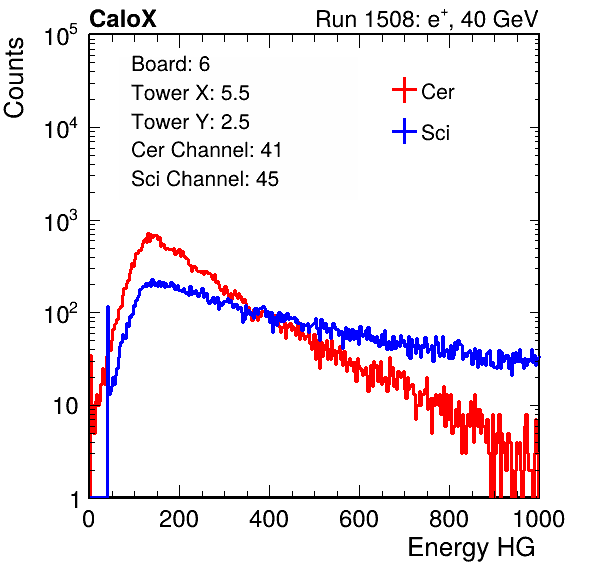 CaloX Run 1508: e⁺, 40 GeV
Counts
Board: 6
Tower X: 5.5
Tower Y: 2.5
Cer Channel: 41
Sci Channel: 45
Cer
Sci
10⁵
10⁴
10³
10²
10
1
0 200 400 600 800 1000
Energy HG